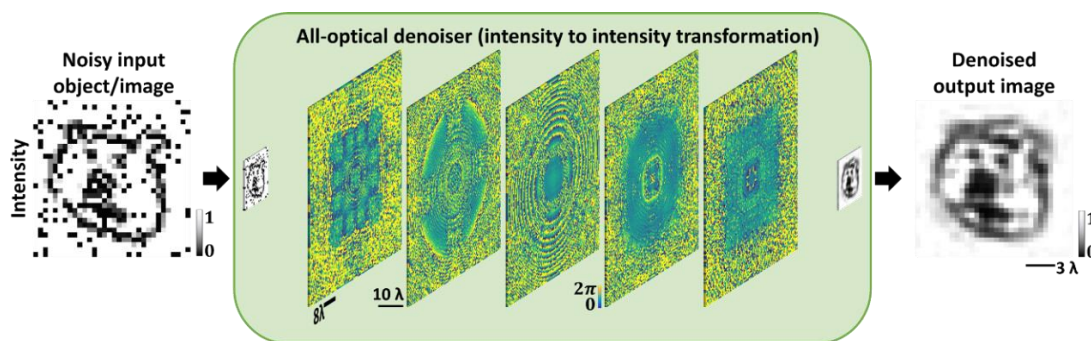 All-optical denoiser (intensity to intensity transformation)
Noisy input
object/image
Intensity
1
0
8λ
10 λ
2π
0
Denoised
output image
1
0
3 λ